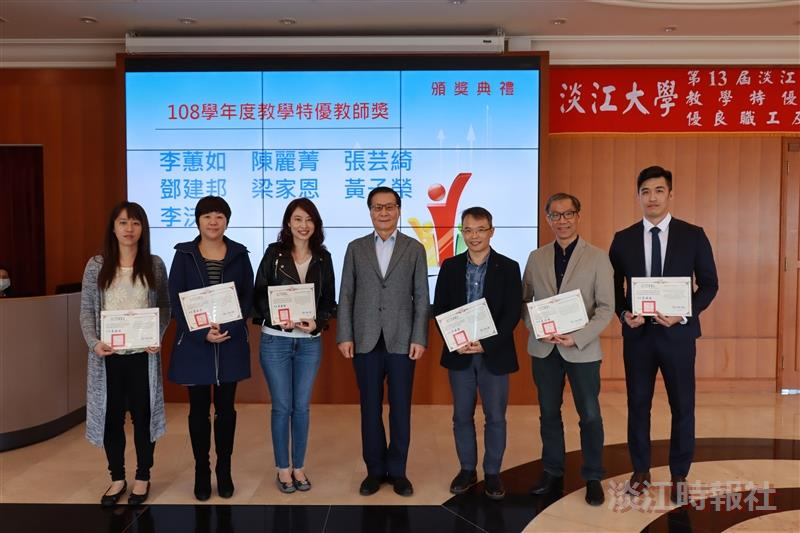 頒獎典禮
108學年度教學特優教師獎
李蕙如 陳麗菁 張芸綺
鄧建邦 梁家恩 黃子榮
李
淡江大學
第13屆淡江
教學特優
優良職工及
淡江時報社